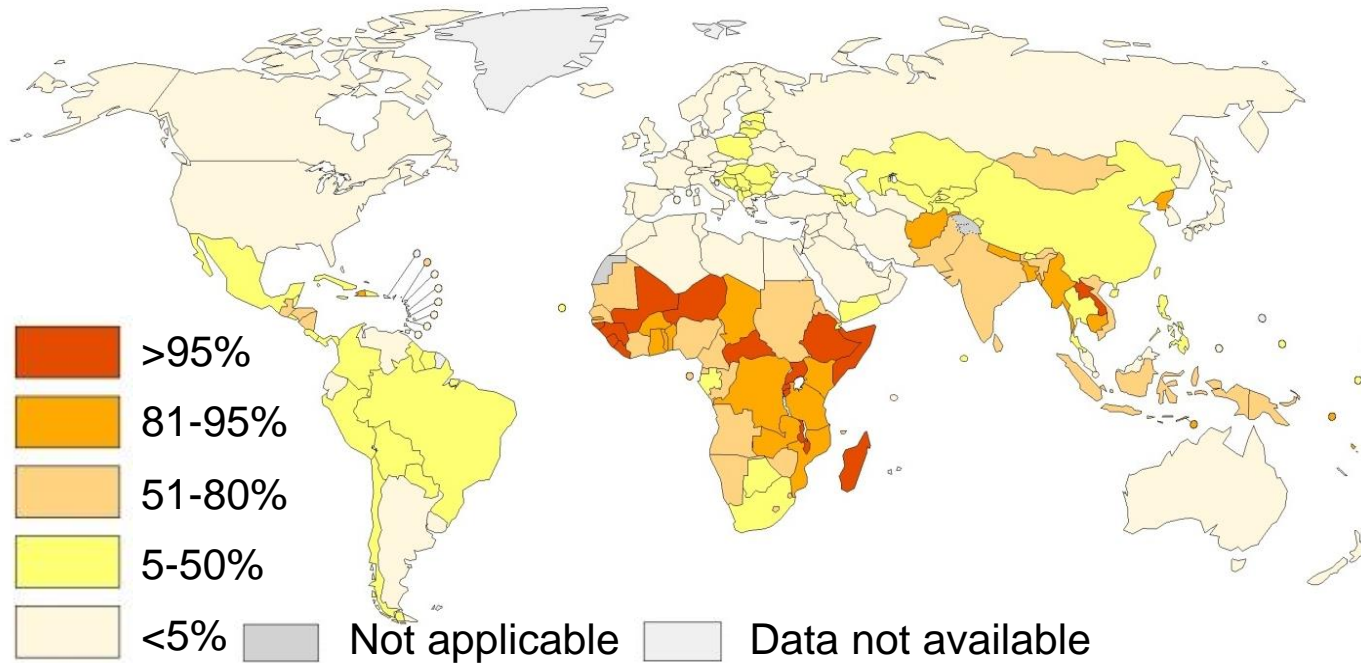 >95%
81-95%
51-80%
5-50%
<5%
Not applicable
Data not available